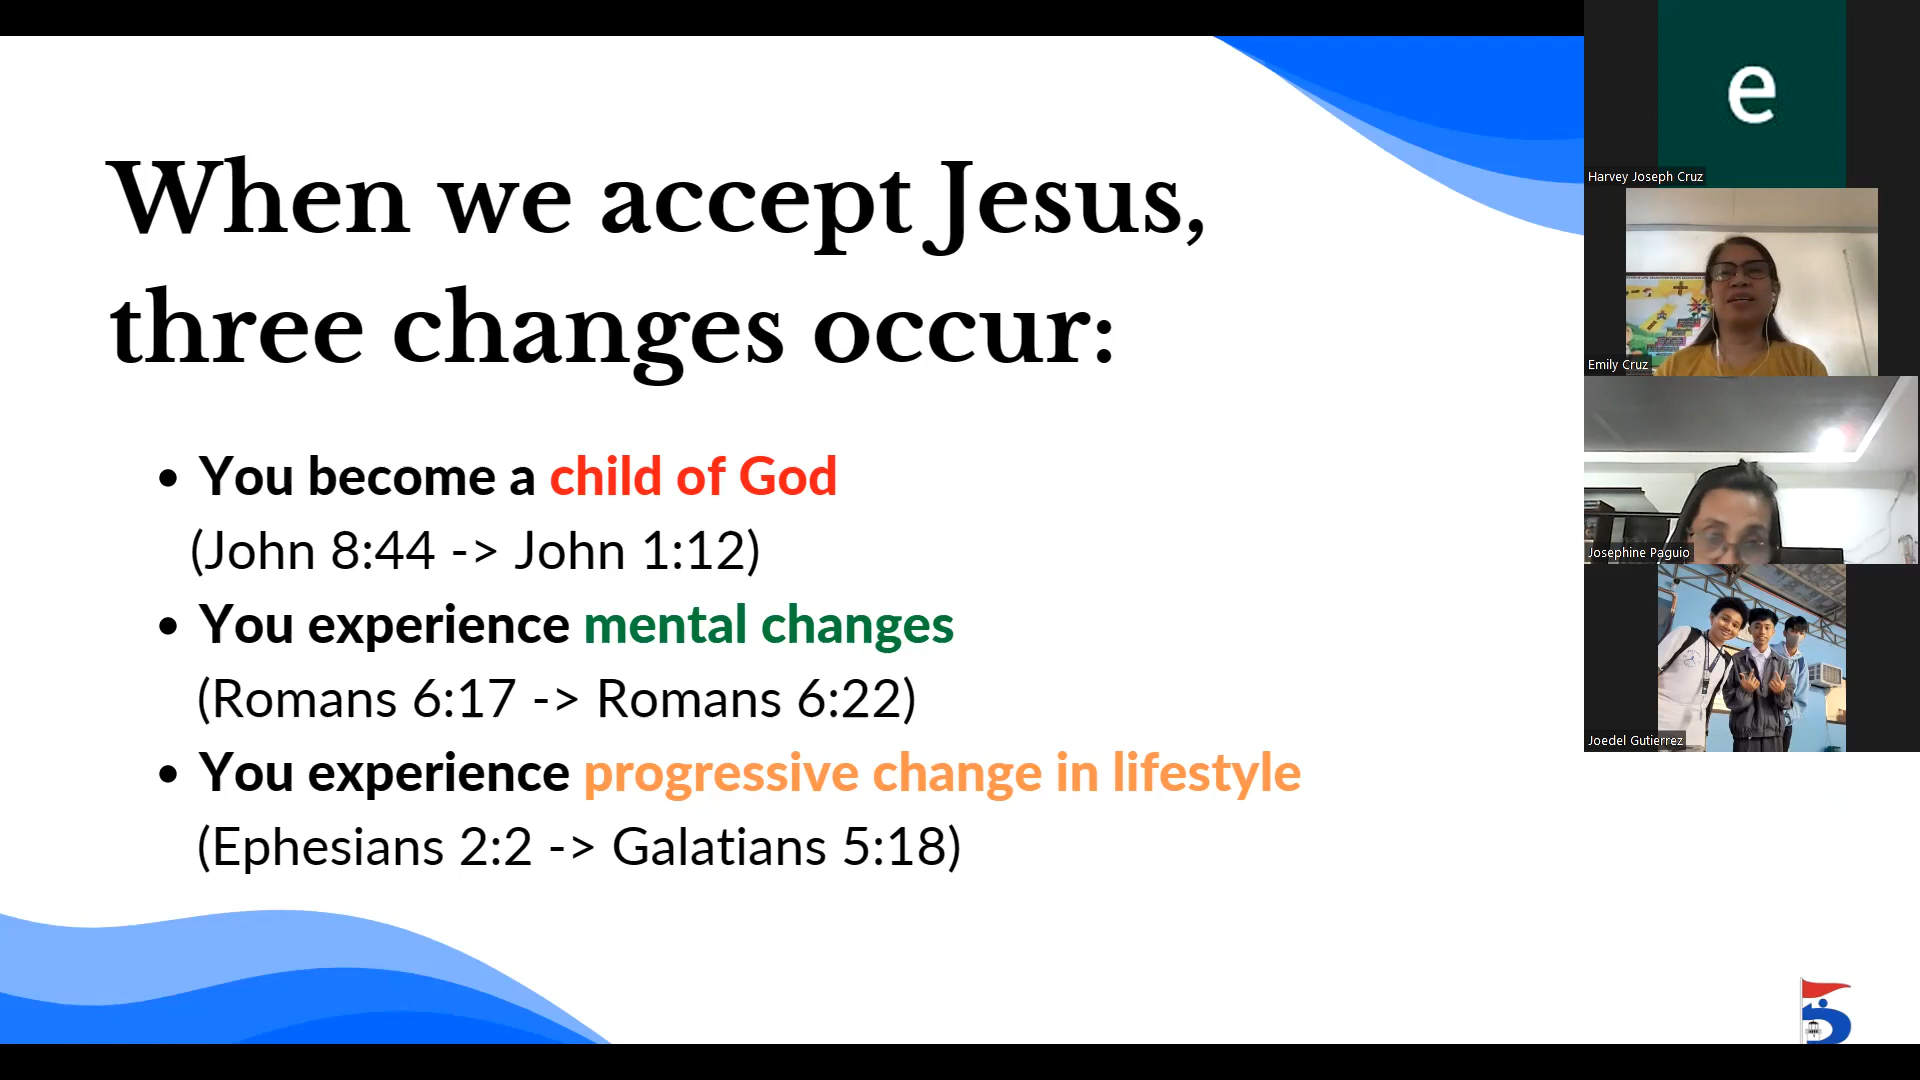 When we accept Jesus,
three changes occur:
• You become a child of God
(John 8:44 -> John 1:12)
• You experience mental changes
(Romans 6:17 -> Romans 6:22)
• You experience progressive change in lifestyle
(Ephesians 2:2 -> Galatians 5:18)
e
Harvey Joseph Cruz
Emily Cruz
Josephine Paguio
Joedel Gutierrez
5